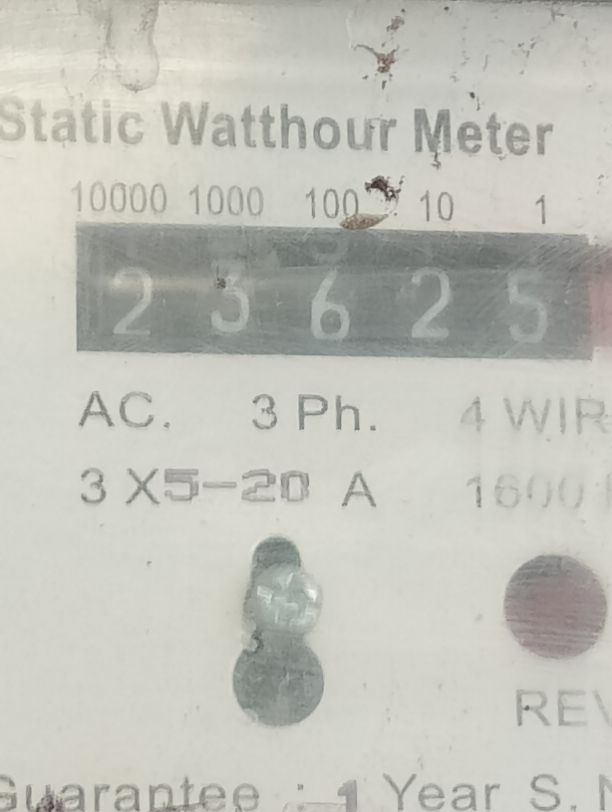 Static Watthour Meter
10000 1000 100 10 1
2 3 6 2 5
AC. 3 Ph. 4 WIR
3 X5-20 A 1600
REV
Guarantee : 1 Year S. N